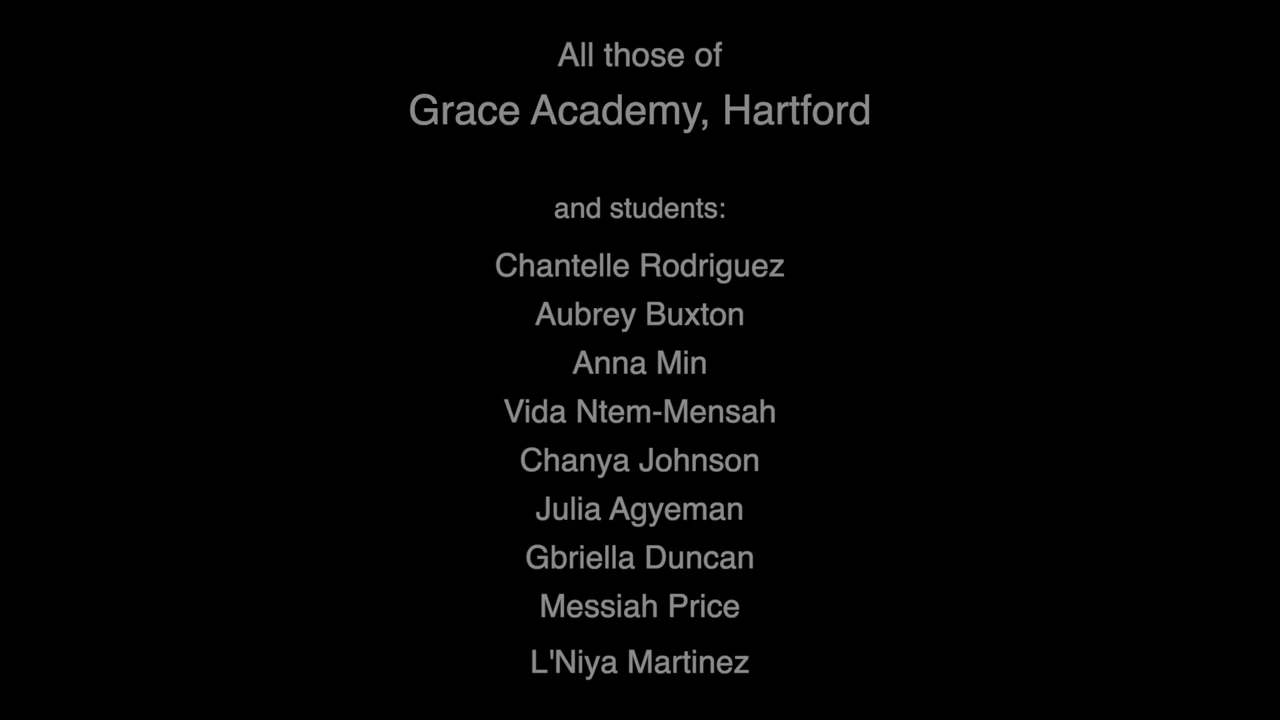 All those of
Grace Academy, Hartford
and students:
Chantelle Rodriguez
Aubrey Buxton
Anna Min
Vida Ntem-Mensah
Chanya Johnson
Julia Agyeman
Gbriella Duncan
Messiah Price
L'Niya Martinez